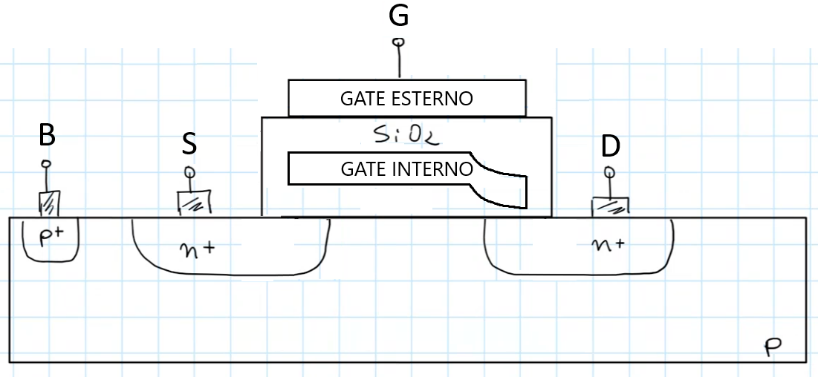 G
GATE ESTERNO
SiO2
B
S
GATE INTERNO
D
p+
n+
n+
p